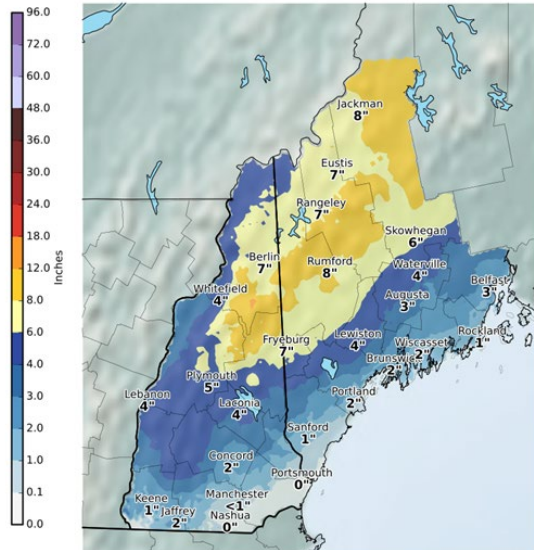 96.0
72.0
60.0
48.0
36.0
30.0
24.0
18.0
12.0
8.0
6.0
4.0
3.0
2.0
1.0
0.1
0.0
Inches
Jackman
8"
Eustis
7"
Rangeley
7"
Skowhegan
6"
Berlin
7"
Rumford
8"
Waterville
4"
Belfast
3"
Whitefield
4"
Augusta
3"
Rockland
1"
Fryeburg
7"
Lewiston
4"
Wiscasset
2"
Brunswic
2"
Plymouth
5"
Portland
2"
Lebanon
4"
Laconia
4"
Sanford
1"
Concord
2"
Portsmouth
0"
Keene
1"
Manchester
<1"
Jaffrey
2"
Nashua
0"